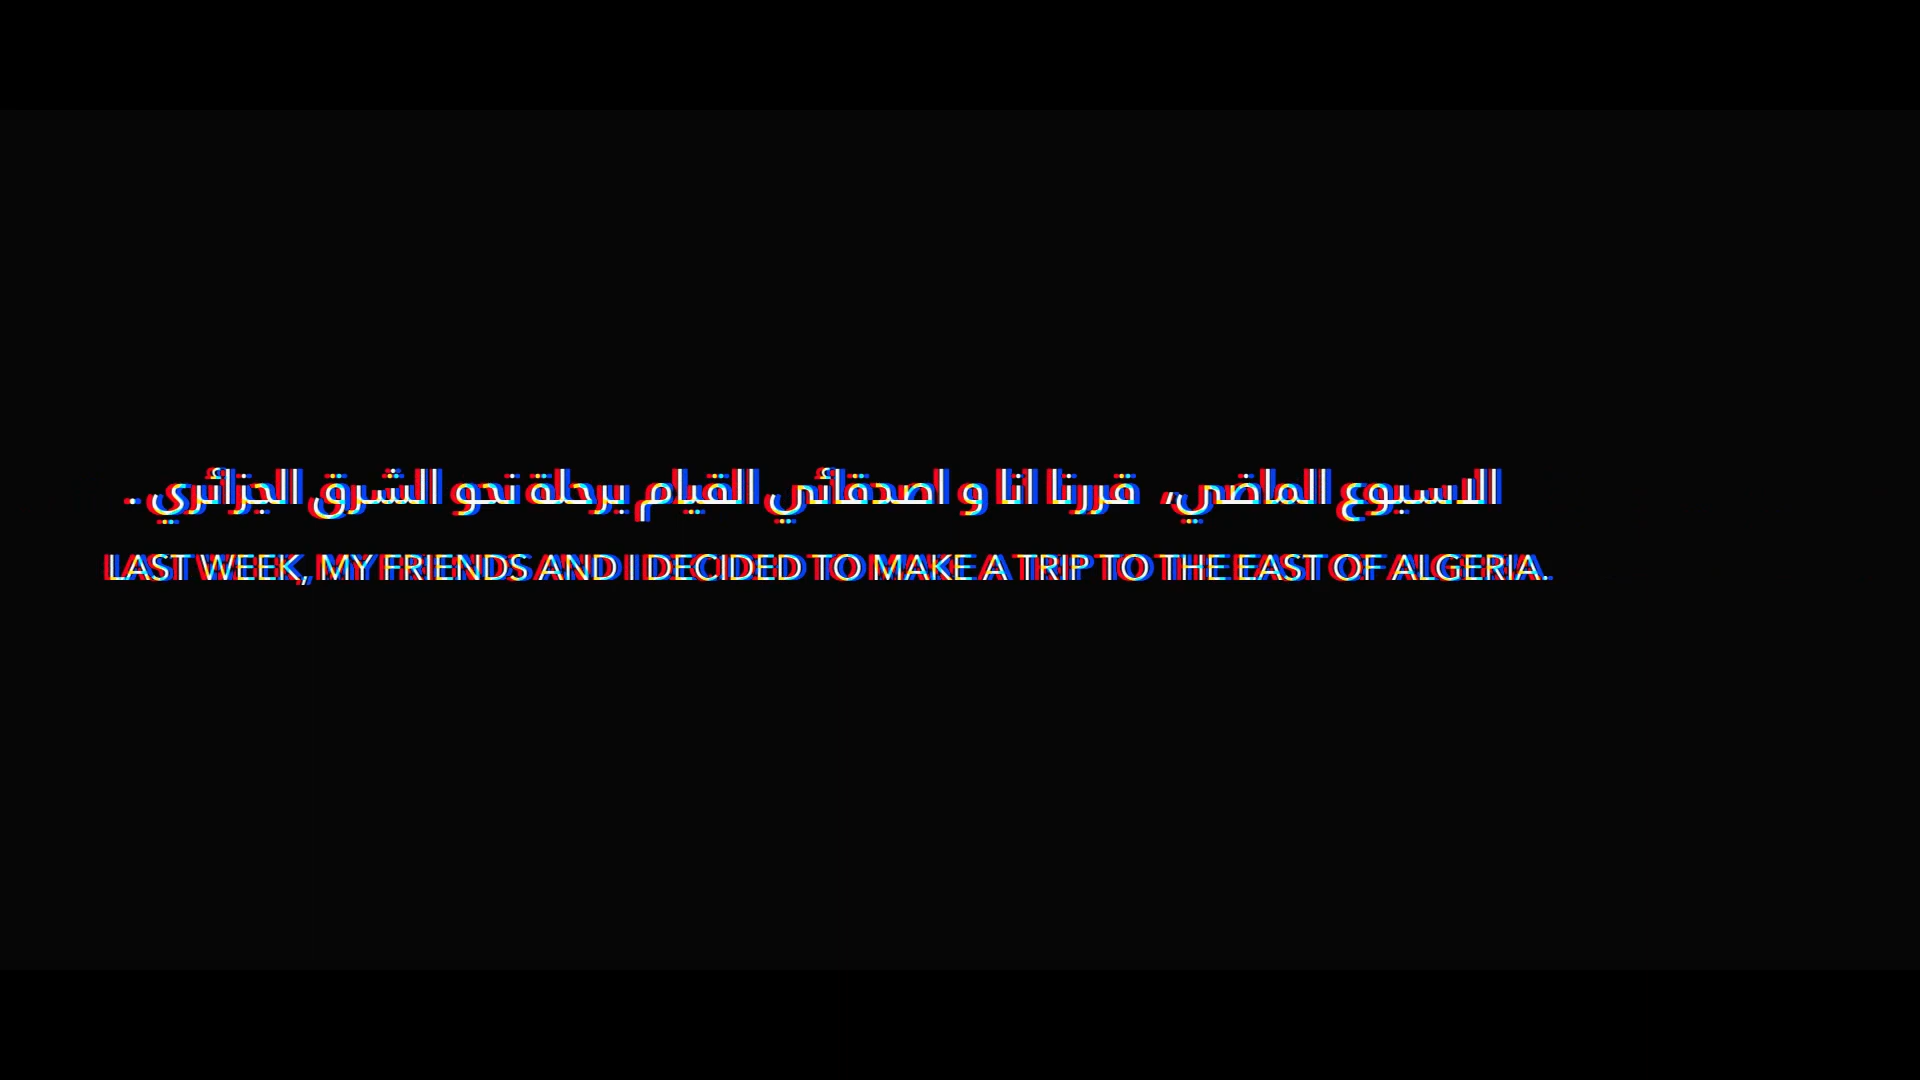 الاسبوع الماضي، قررنا انا و اصدقائي القيام برحلة نحو الشرق الجزائري .
LAST WEEK, MY FRIENDS AND I DECIDED TO MAKE A TRIP TO THE EAST OF ALGERIA.